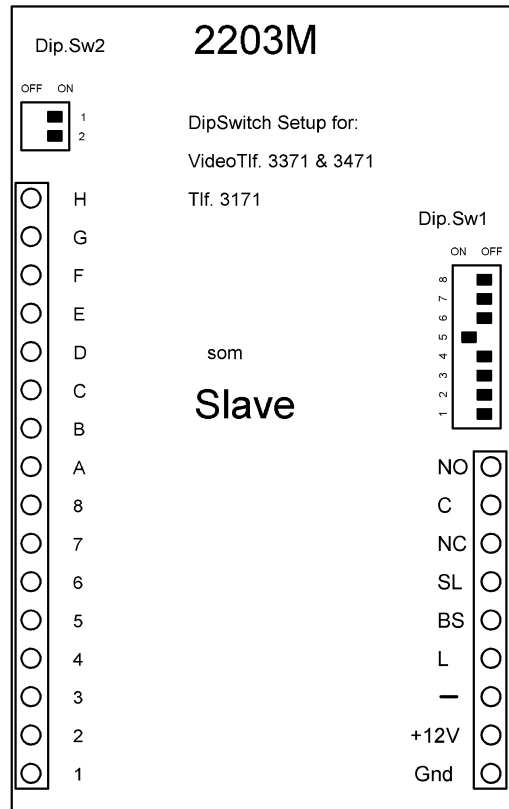 Dip.Sw2
2203M
OFF ON
1
2
DipSwitch Setup for:
VideoTlf. 3371 & 3471
Tlf. 3171
Dip.Sw1
ON OFF
8
7
6
5
4
3
2
1
som
Slave
H
G
F
E
D
C
B
A
8
7
6
5
4
3
2
1
NO
C
NC
SL
BS
L
–
+12V
Gnd